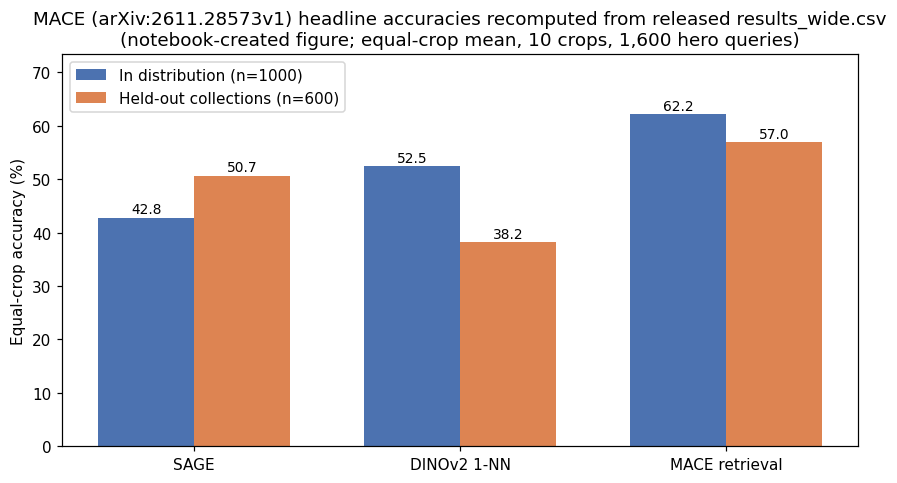 MACE (arXiv:2611.28573v1) headline accuracies recomputed from released results_wide.csv
(notebook-created figure; equal-crop mean, 10 crops, 1,600 hero queries)
In distribution (n=1000)
Held-out collections (n=600)
Equal-crop accuracy (%)
70
60
50
40
30
20
10
0
42.8
50.7
52.5
38.2
62.2
57.0
SAGE
DINOv2 1-NN
MACE retrieval